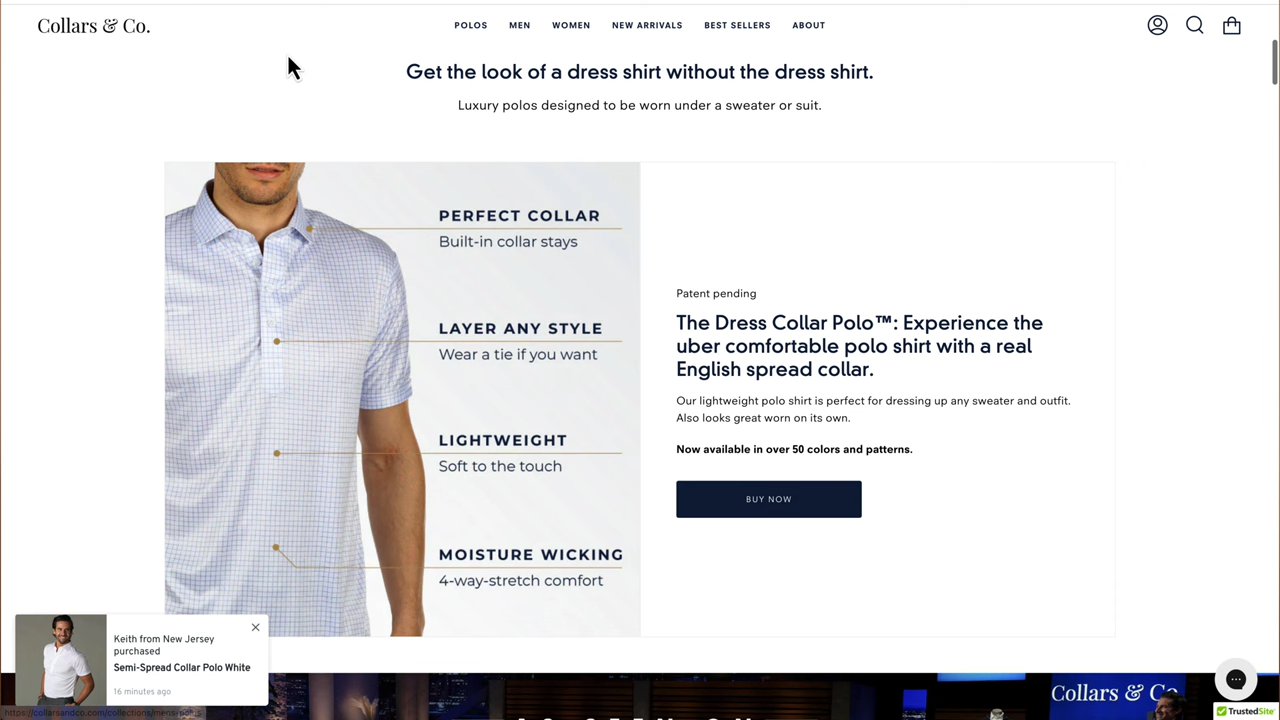 Collars & Co.
POLOS MEN WOMEN NEW ARRIVALS BEST SELLERS ABOUT
Get the look of a dress shirt without the dress shirt.
Luxury polos designed to be worn under a sweater or suit.
PERFECT COLLAR
Built-in collar stays
LAYER ANY STYLE
Wear a tie if you want
LIGHTWEIGHT
Soft to the touch
MOISTURE WICKING
4-way-stretch comfort
Patent pending
The Dress Collar Polo™: Experience the
uber comfortable polo shirt with a real
English spread collar.
Our lightweight polo shirt is perfect for dressing up any sweater and outfit.
Also looks great worn on its own.
Now available in over 50 colors and patterns.
BUY NOW
Keith from New Jersey
purchased
Semi-Spread Collar Polo White
16 minutes ago
https://collarsandco.com/collections/mens-polos
Collars & Co
TrustedSite